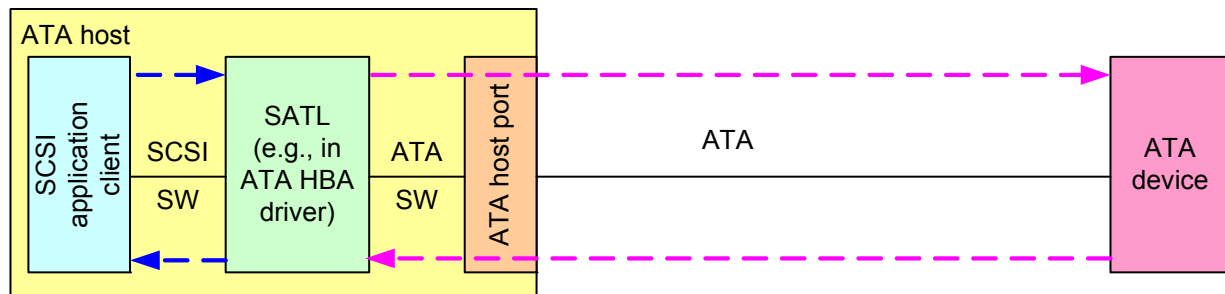 ATA host
SCSI
application
client
SCSI
SW
SATL
(e.g., in
ATA HBA
driver)
ATA
SW
ATA host port
ATA
ATA
device